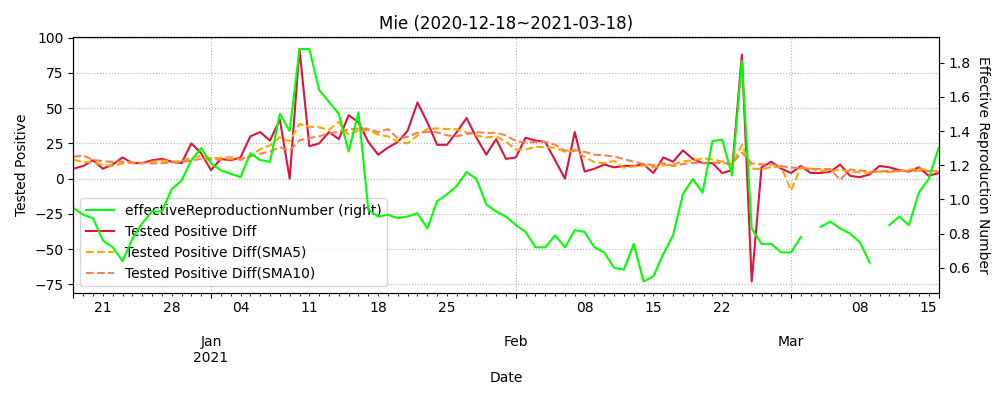 Mie (2020-12-18~2021-03-18)
100
75
50
25
0
−25
−50
−75
Tested Positive
1.8
1.6
1.4
1.2
1.0
0.8
0.6
Effective Reproduction Number
effectiveReproductionNumber (right)
Tested Positive Diff
Tested Positive Diff(SMA5)
Tested Positive Diff(SMA10)
21 28 04 11 18 25 08 15 22 08 15
Jan Feb Mar
2021
Date